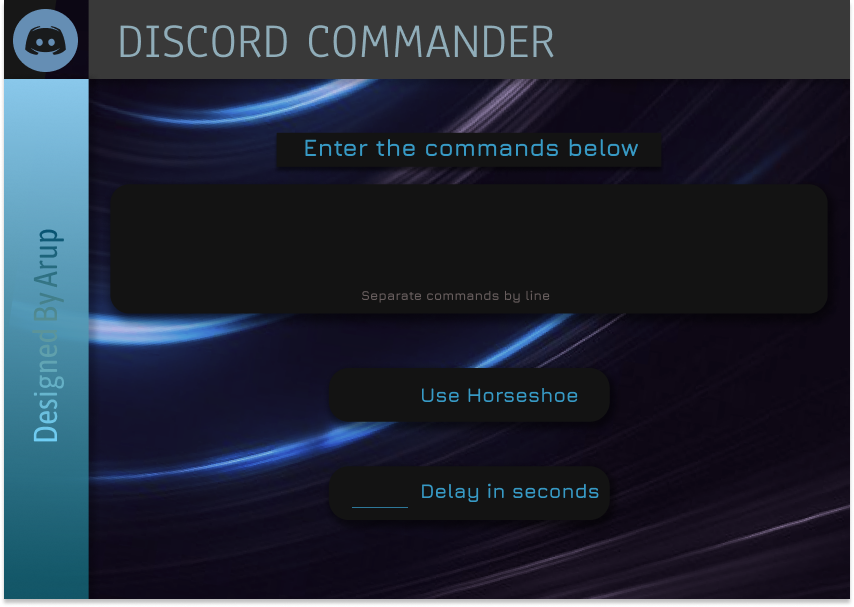 DISCORD COMMANDER
Enter the commands below
Separate commands by line
Designed By Arup
Use Horseshoe
Delay in seconds